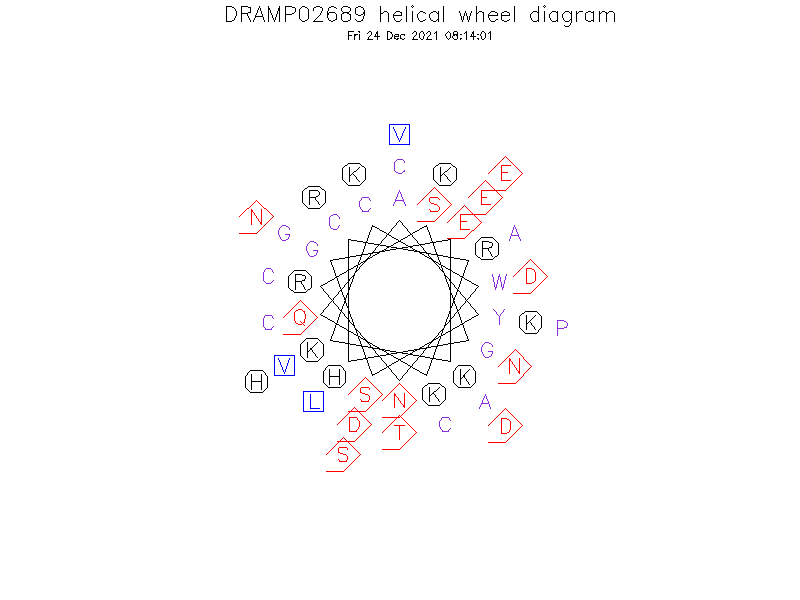 DRAMP02689 helical wheel diagram
Fri 24 Dec 2021 08:14:01
V
C
K K E
R A S E
N C C E
G G R A
C R W D
C Q Y K P
K G N
V H K
H L S N K A
D T C D
S